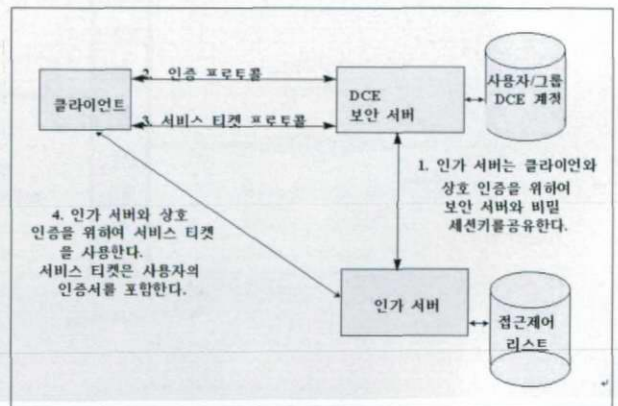 2. 인증 프로토콜
클라이언트
3. 서비스 티켓 프로토콜
DCE
보안 서버
사용자/그룹
DCE 계정
1. 인가 서버는 클라이언와
상호 인증을 위하여
보안 서버와 비밀
세션키를공유한다.
4. 인가 서버와 상호
인증을 위하여 서비스 티켓
을 사용한다.
서비스 티켓은 사용자의
인증서를 포함한다.
인가 서버
접근제어
리스트